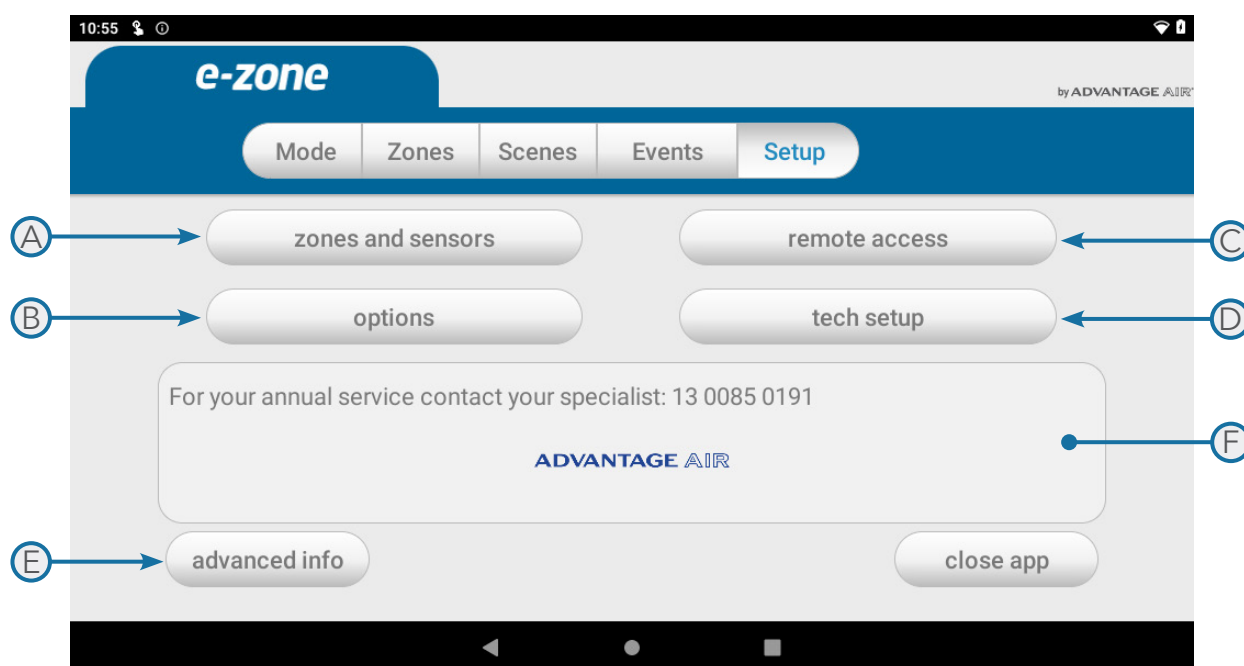 10:55
e-zone
by ADVANTAGE AIR
Mode Zones Scenes Events Setup
A zones and sensors remote access C
B options tech setup D
For your annual service contact your specialist: 13 0085 0191
ADVANTAGE AIR
F
E advanced info close app